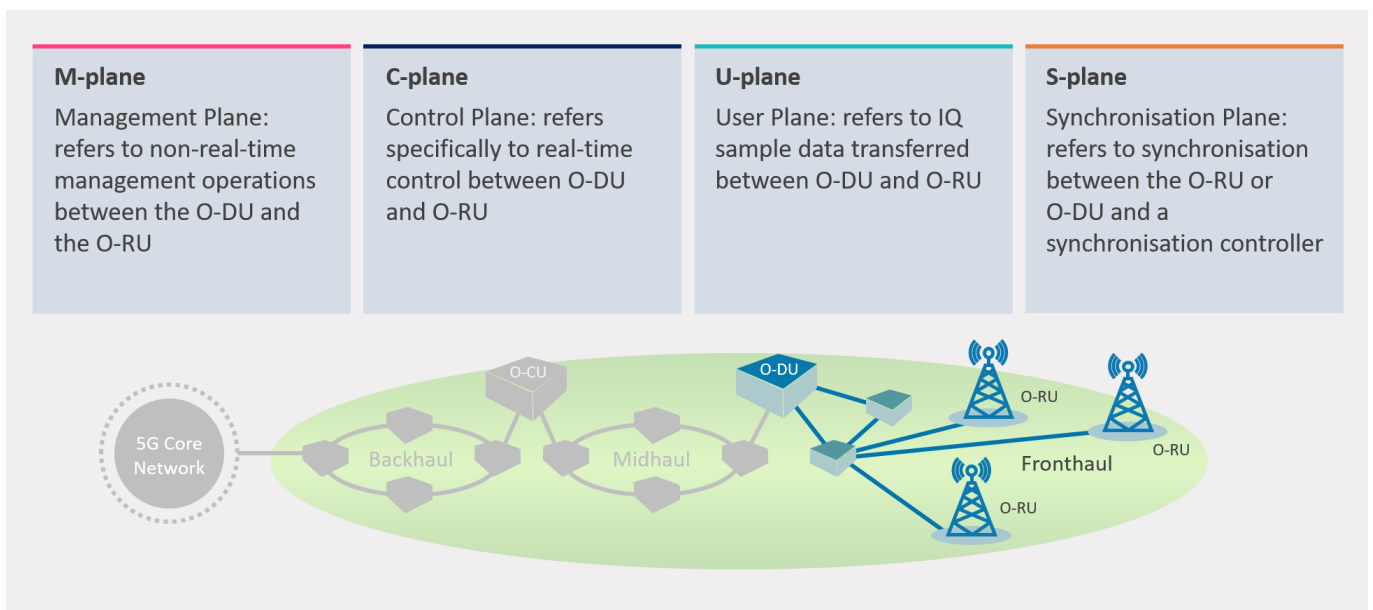 M-plane
Management Plane:
refers to non-real-time
management operations
between the O-DU and
the O-RU
C-plane
Control Plane: refers
specifically to real-time
control between O-DU
and O-RU
U-plane
User Plane: refers to IQ
sample data transferred
between O-DU and O-RU
S-plane
Synchronisation Plane:
refers to synchronisation
between the O-RU or
O-DU and a
synchronisation controller
5G Core
Network
Backhaul
O-CU
Midhaul
O-DU
O-RU
O-RU
Fronthaul
O-RU